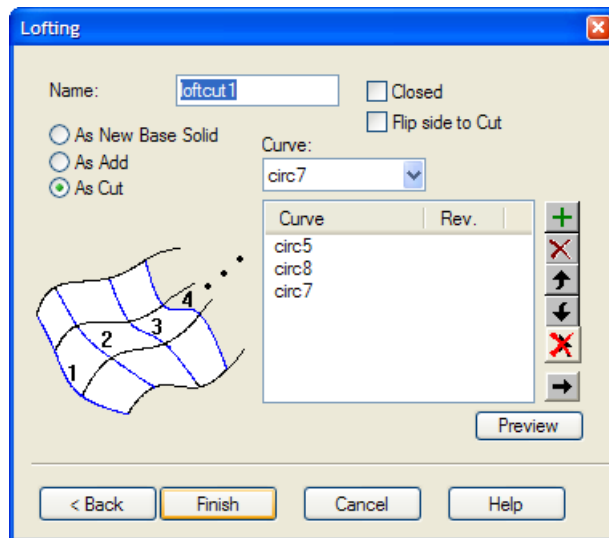 Lofting
Name: loftcut1
Closed
Flip side to Cut
As New Base Solid
As Add
As Cut
Curve:
circ7
Curve Rev.
circ5
circ8
circ7
1 2 3 4
Preview
< Back Finish Cancel Help